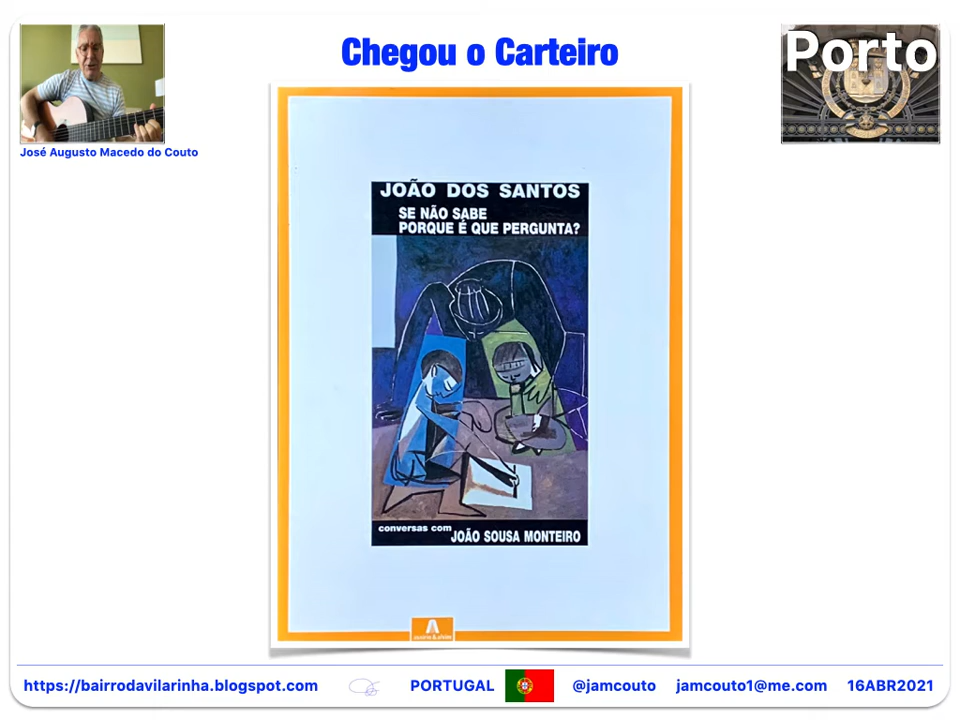 Chegou o Carteiro
Porto
José Augusto Macedo do Couto
JOÃO DOS SANTOS
SE NÃO SABE
PORQUE É QUE PERGUNTA?
conversas com
JOÃO SOUSA MONTEIRO
https://bairrodavilarinha.blogspot.com PORTUGAL @jamcouto jamcouto1@me.com 16ABR2021